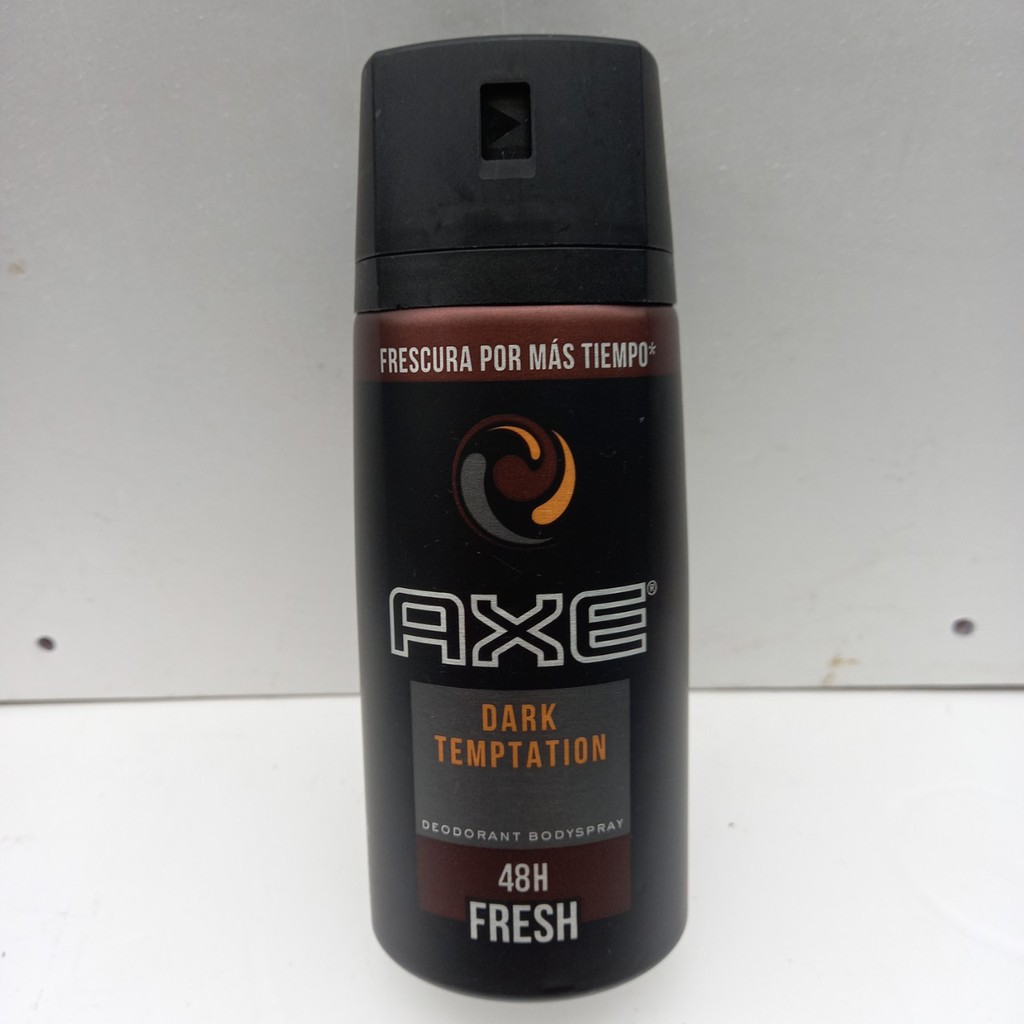 FRESCURA POR MÁS TIEMPO*
AXE®
DARK
TEMPTATION
DEODORANT BODYSPRAY
48H
FRESH